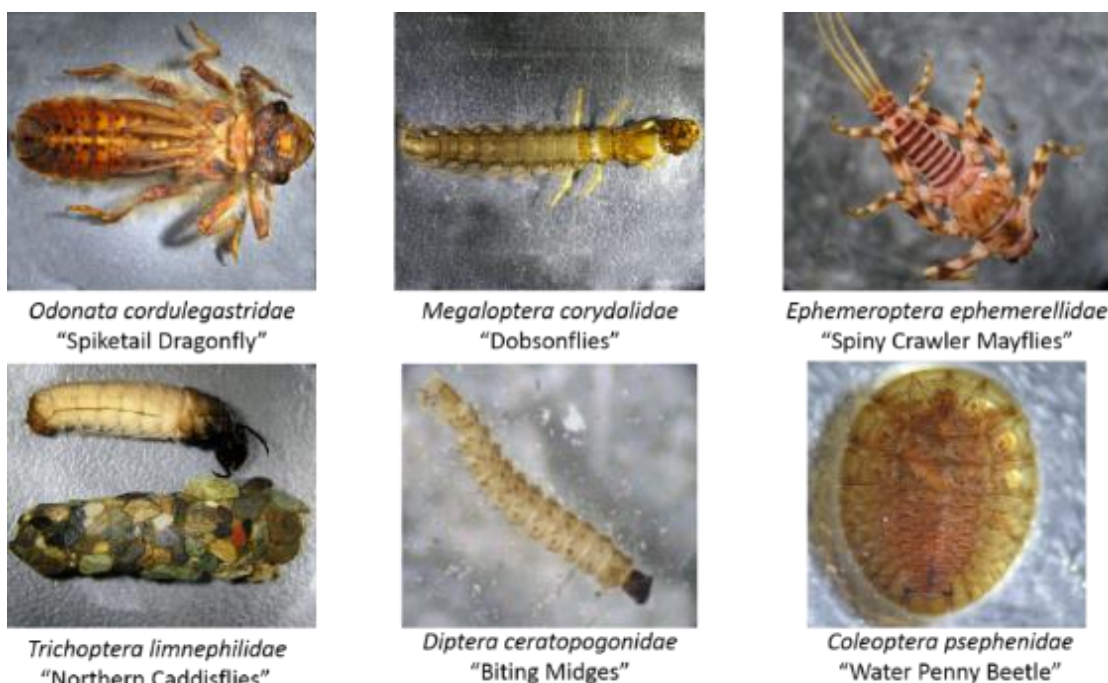 Odonata cordulegastridae
"Spiketail Dragonfly"
Megaloptera corydalidae
"Dobsonflies"
Ephemeroptera ephemerellidae
"Spiny Crawler Mayflies"
Trichoptera limnephilidae
"Northern Caddisflies"
Diptera ceratopogonidae
"Biting Midges"
Coleoptera psephenidae
"Water Penny Beetle"